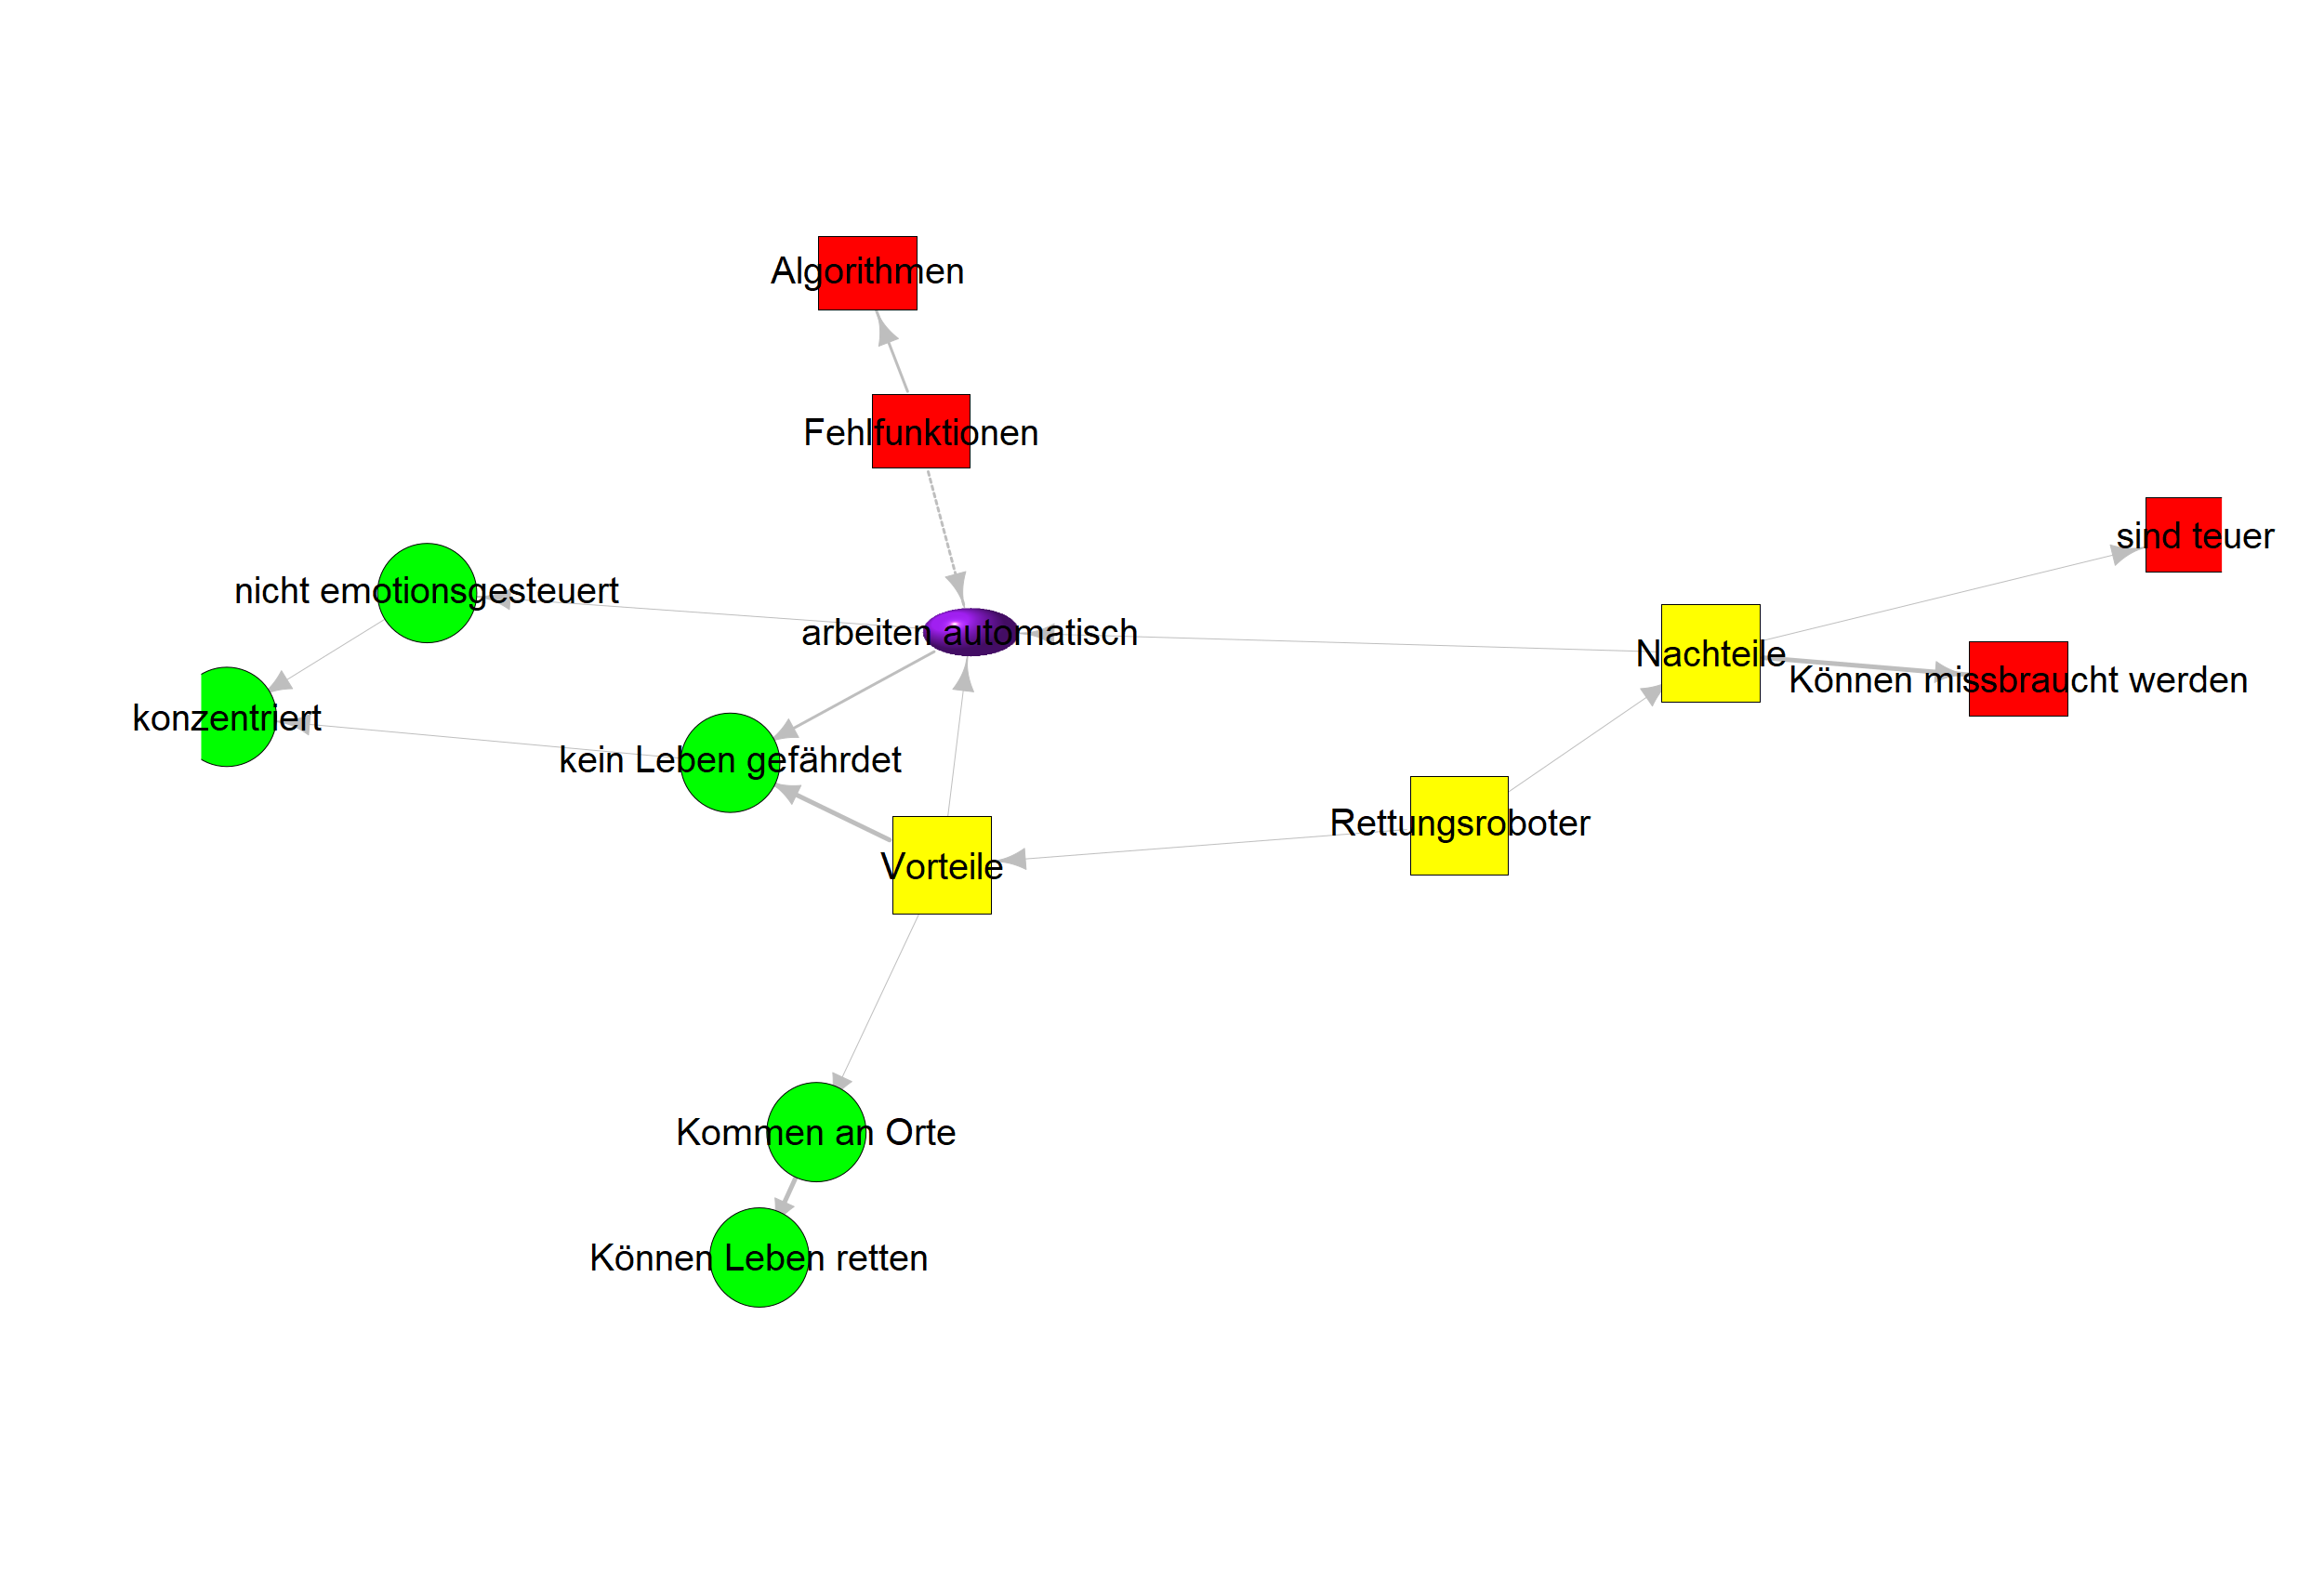 Algorithmen
Fehlfunktionen
sind teuer
nicht emotionsgesteuert
arbeiten automatisch
Nachteile
Können missbraucht werden
konzentriert
kein Leben gefährdet
Rettungsroboter
Vorteile
Kommen an Orte
Können Leben retten